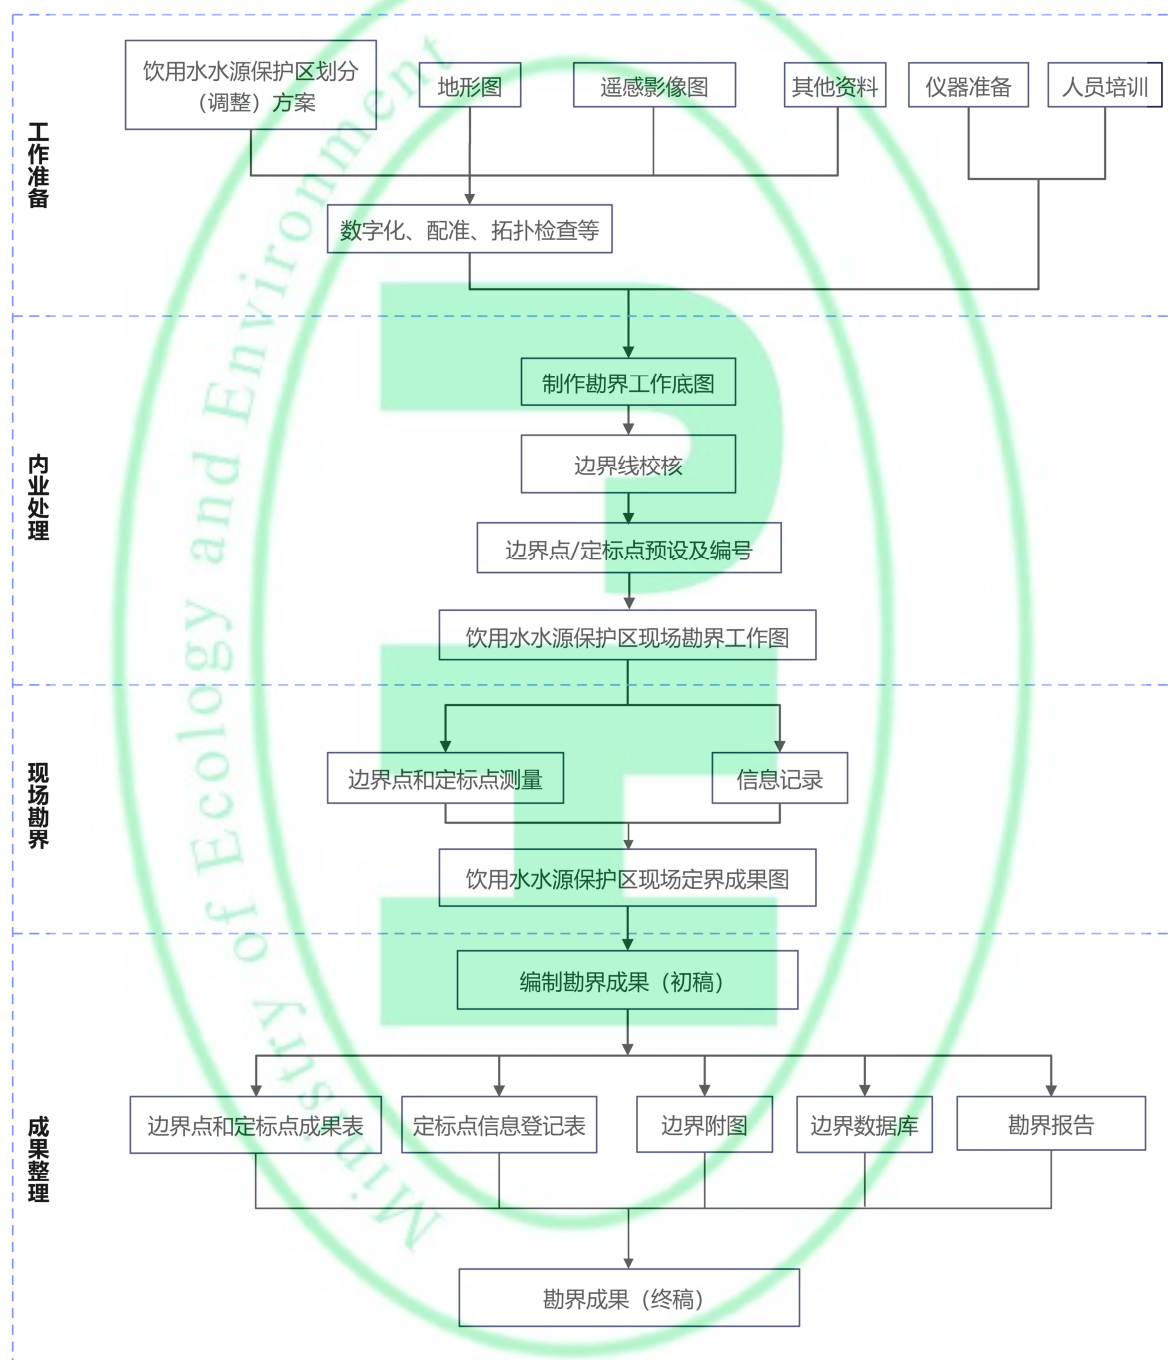 工作准备
饮用水水源保护区划分
（调整）方案
地形图
遥感影像图
其他资料
仪器准备
人员培训
数字化、配准、拓扑检查等
内业处理
制作勘界工作底图
边界线校核
边界点/定标点预设及编号
饮用水水源保护区现场勘界工作图
现场勘界
边界点和定标点测量
信息记录
饮用水水源保护区现场定界成果图
成果整理
编制勘界成果（初稿）
边界点和定标点成果表
定标点信息登记表
边界附图
边界数据库
勘界报告
勘界成果（终稿）
Ministry of Ecology and Environment